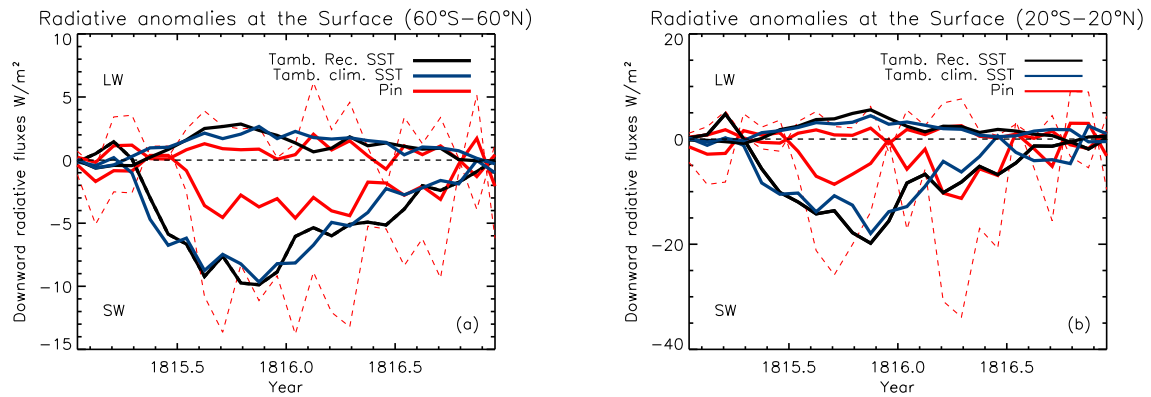 Radiative anomalies at the Surface (60°S−60°N)
10
5
0
−5
−10
−15
Downward radiative fluxes W/m²
LW
Tamb. Rec. SST
Tamb. clim. SST
Pin
SW
(a)
1815.5
1816.0
1816.5
Year
Radiative anomalies at the Surface (20°S−20°N)
20
0
−20
−40
Downward radiative fluxes W/m²
LW
Tamb. Rec. SST
Tamb. clim. SST
Pin
SW
(b)
1815.5
1816.0
1816.5
Year